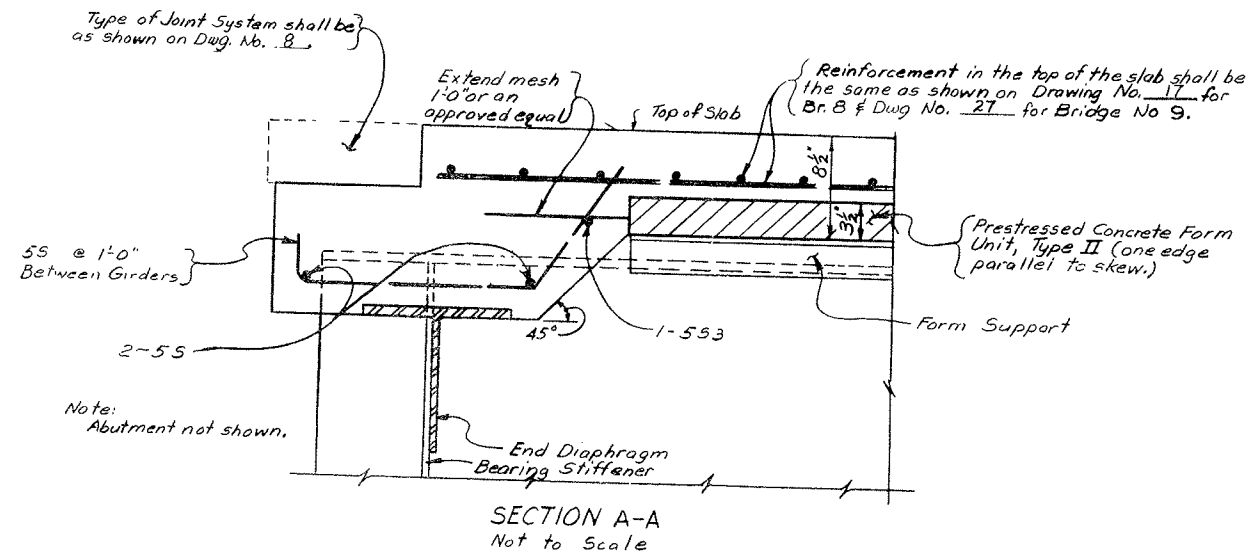 Type of Joint System shall be
as shown on Dwg. No. 8
Extend mesh
1'-0" or an
approved equal
Top of Slab
Reinforcement in the top of the slab shall be
the same as shown on Drawing No. 17 for
Br. 8 & Dwg No. 27 for Bridge No 9.
8½"
3½"
5S @ 1'-0"
Between Girders
Prestressed Concrete Form
Unit, Type II (one edge
parallel to skew.)
Form Support
45°
1-5S3
2-5S
Note:
Abutment not shown.
End Diaphragm
Bearing Stiffener
SECTION A-A
Not to Scale